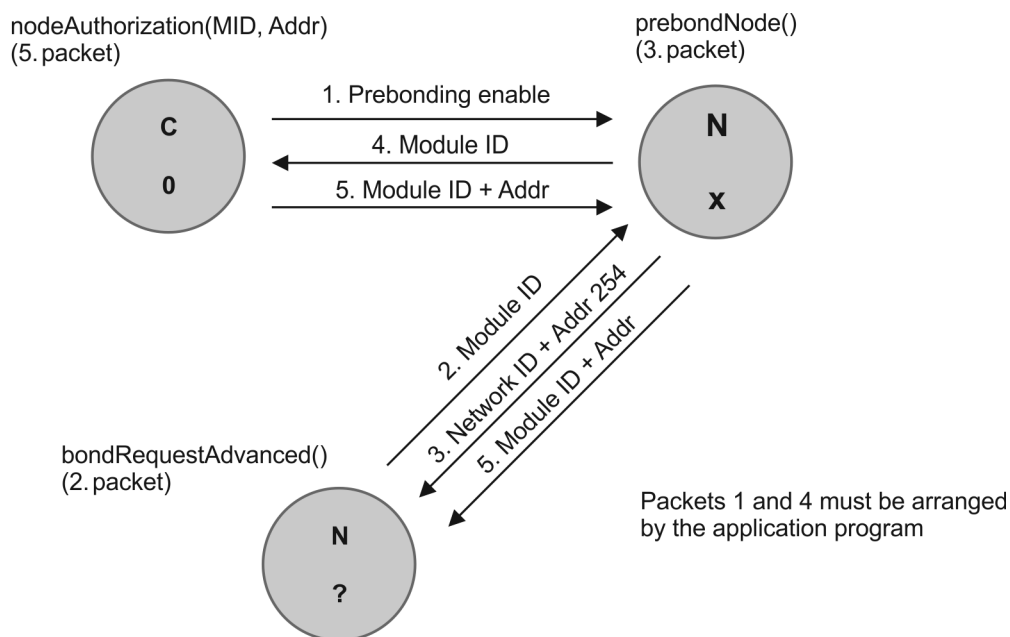 nodeAuthorization(MID, Addr)
(5. packet)
prebondNode()
(3. packet)
C
0
1. Prebonding enable
4. Module ID
5. Module ID + Addr
N
x
2. Module ID
3. Network ID + Addr 254
5. Module ID + Addr
bondRequestAdvanced()
(2. packet)
N
?
Packets 1 and 4 must be arranged
by the application program